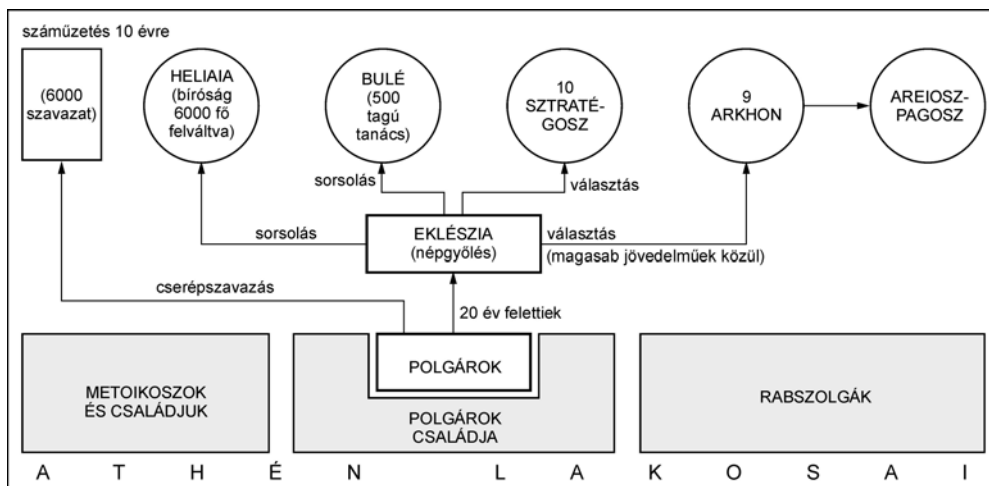 száműzetés 10 évre
(6000
szavazat)
HELIAIA
(bíróság
6000 fő
felváltva)
BULÉ
(500
tagú
tanács)
10
SZTRATÉ-
GOSZ
9
ARKHON
AREIOSZ-
PAGOSZ
sorsolás
választás
sorsolás
EKLÉSZIA
(népgyőlés)
választás
(magasab jövedelműek közül)
cserépszavazás
20 év felettiek
METOIKOSZOK
ÉS CSALÁDJUK
POLGÁROK
POLGÁROK
CSALÁDJA
RABSZOLGÁK
A T H É N L A K O S A I